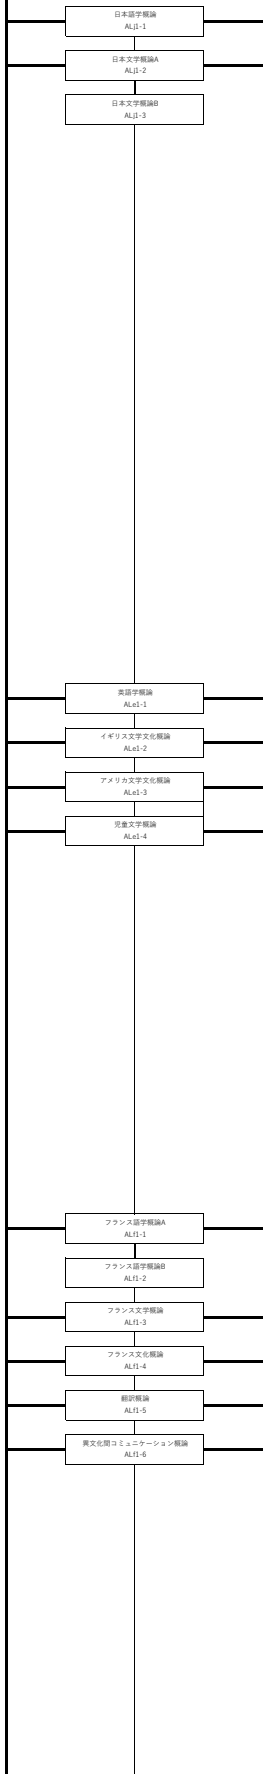 日本語学概論
ALj1-1
日本文学概論A
ALj1-2
日本文学概論B
ALj1-3
英語学概論
ALe1-1
イギリス文学文化概論
ALe1-2
アメリカ文学文化概論
ALe1-3
児童文学概論
ALe1-4
フランス語学概論A
ALf1-1
フランス語学概論B
ALf1-2
フランス文学概論
ALf1-3
フランス文化概論
ALf1-4
翻訳概論
ALf1-5
異文化間コミュニケーション概論
ALf1-6